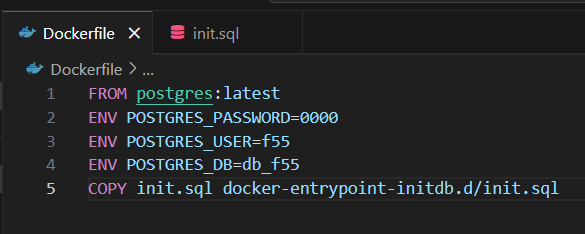 Dockerfile init.sql
Dockerfile > ...
1 FROM postgres:latest
2 ENV POSTGRES_PASSWORD=0000
3 ENV POSTGRES_USER=f55
4 ENV POSTGRES_DB=db_f55
5 COPY init.sql docker-entrypoint-initdb.d/init.sql